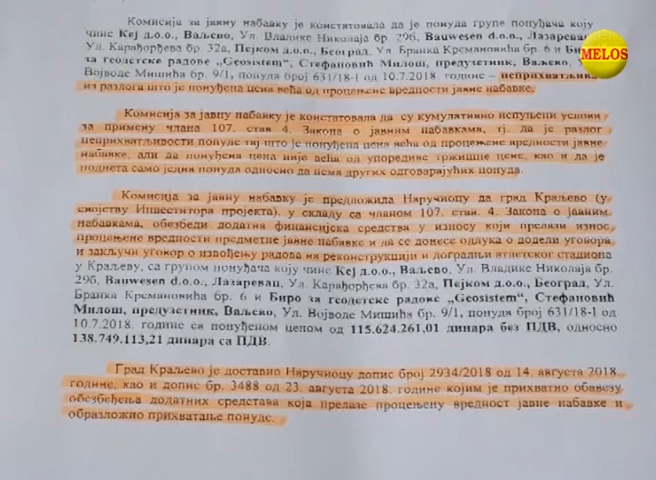 Комисија за јавну набавку је констатовала да је понуда групе понуђача коју
чине Кеј д.о.о., Ваљево, Ул. Владике Николаја бр. 29б, Bauwesen d.o.o., Лазаревац,
Ул. Карађорђева бр. 32а, Пејком д.о.о., Београд, Ул. Бранка Крсмановића бр. 6 и Биро
за геодетске радове „Geosistem“, Стефановић Милош, предузетник, Ваљево, Ул.
Војводе Мишића бр. 9/1, понуда број 631/18-I од 10.7.2018. године – неприхватљива
из разлога што је понуђена цена већа од процењене вредности јавне набавке.
Комисија за јавну набавку је констатовала да су кумулативно испуњени услови
за примену члана 107. став 4. Закона о јавним набавкама, тј. да је разлог
неприхватљивости понуде тај што је понуђена цена већа од процењене вредности јавне
набавке, али да понуђена цена није већа од упоредиве тржишне цене, као и да је
поднета само једна понуда односно да нема других одговарајућих понуда.
Комисија за јавну набавку је предложила Наручиоцу да град Краљево (у
својству Инвеститора пројекта), у складу са чланом 107. став. 4. Закона о јавним
набавкама, обезбеди додатна финансијска средства у износу који прелази износ
процењене вредности предметне јавне набавке и да се донесе одлука о додели уговора,
и закључи уговор о извођењу радова на реконструкцији и доградњи атлетског стадиона
у Краљеву, са групом понуђача коју чине Кеј д.о.о., Ваљево, Ул. Владике Николаја бр.
29б, Bauwesen d.o.o., Лазаревац, Ул. Карађорђева бр. 32а, Пејком д.о.о., Београд, Ул.
Бранка Крсмановића бр. 6 и Биро за геодетске радове „Geosistem“, Стефановић
Милош, предузетник, Ваљево, Ул. Војводе Мишића бр. 9/1, понуда број 631/18-I од
10.7.2018. године са понуђеном ценом од 115.624.261,01 динара без ПДВ, односно
138.749.113,21 динара са ПДВ.
Град Краљево је доставио Наручиоцу допис број 2934/2018 од 14. августа 2018.
године, као и допис бр. 3488 од 23. августа 2018. године којим је прихватио обавезу
обезбеђења додатних средстава која прелазе процењену вредност јавне набавке и
образложио прихватање понуде.
MELOS